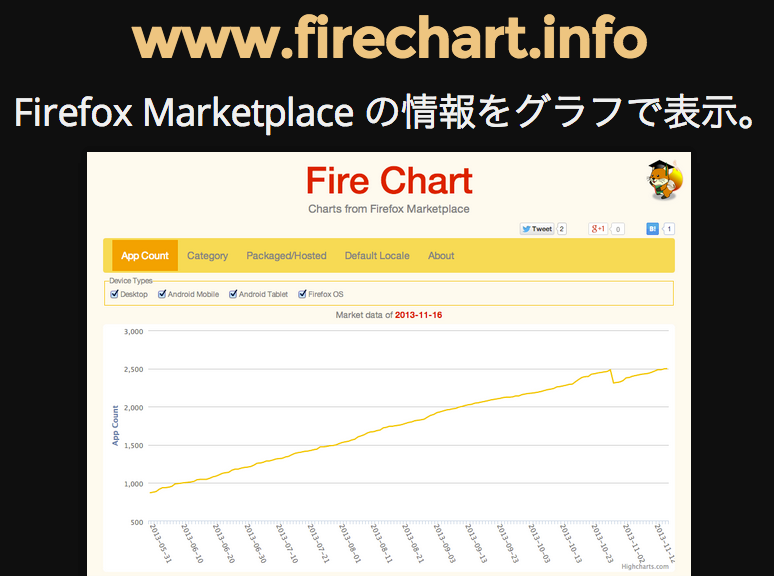 www.firechart.info
Firefox Marketplace の情報をグラフで表示。
Fire Chart
Charts from Firefox Marketplace
Tweet 2 g +1 0 B! 1
App Count Category Packaged/Hosted Default Locale About
Device Types
Desktop Android Mobile Android Tablet Firefox OS
Market data of 2013-11-16
3,000
2,500
2,000
1,500
1,000
500
App Count
2013-05-31 2013-06-10 2013-06-20 2013-06-30 2013-07-10 2013-07-21 2013-08-01 2013-08-11 2013-08-21 2013-09-03 2013-09-13 2013-09-23 2013-10-03 2013-10-13 2013-10-23 2013-11-02 2013-11-12
Highcharts.com